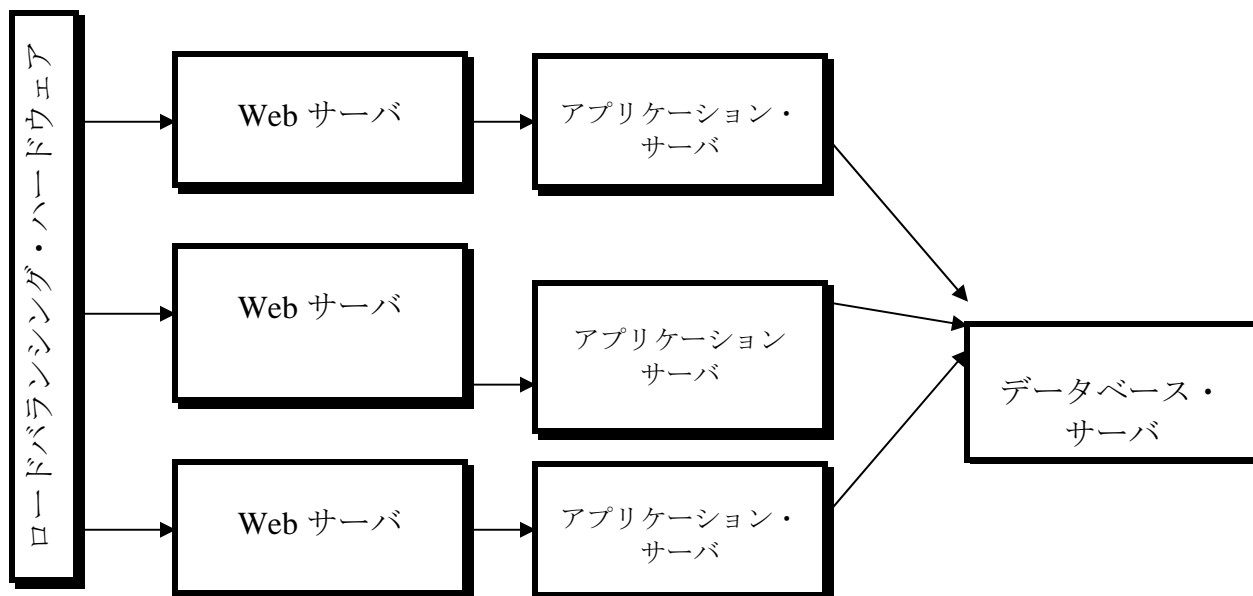 ロードバランシング・ハードウェア
Web サーバ
アプリケーション・
サーバ
Web サーバ
アプリケーション
サーバ
データベース・
サーバ
Web サーバ
アプリケーション・
サーバ